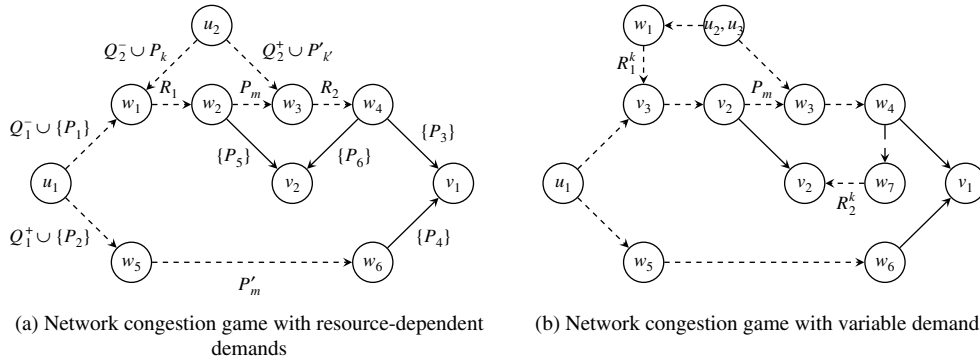 u₂
Q₂⁻ ∪ Pₖ
Q₂⁺ ∪ P′ₖ′
w₁ R₁ w₂ Pₘ w₃ R₂ w₄
Q₁⁻ ∪ {P₁}
{P₅} {P₆} {P₃}
u₁ v₂ v₁
Q₁⁺ ∪ {P₂}
{P₄}
w₅ w₆
P′ₘ
(a) Network congestion game with resource-dependent
demands
w₁ u₂, u₃
R₁ᵏ
v₃ v₂ Pₘ w₃ w₄
u₁ v₂ w₇ v₁
R₂ᵏ
w₅ w₆
(b) Network congestion game with variable demand